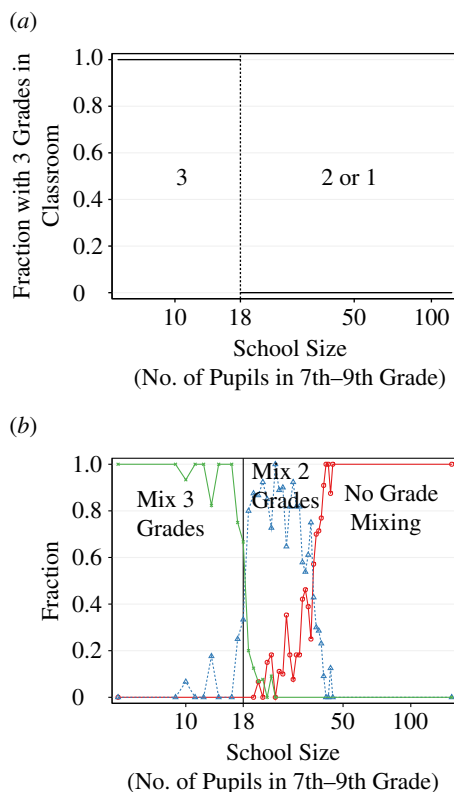 (a)
Fraction with 3 Grades in
Classroom
1.0
0.8
0.6
0.4
0.2
0
3
2 or 1
10
18
50
100
School Size
(No. of Pupils in 7th–9th Grade)
(b)
Fraction
1.0
0.8
0.6
0.4
0.2
0
Mix 3
Grades
Mix 2
Grades
No Grade
Mixing
10
18
50
100
School Size
(No. of Pupils in 7th–9th Grade)